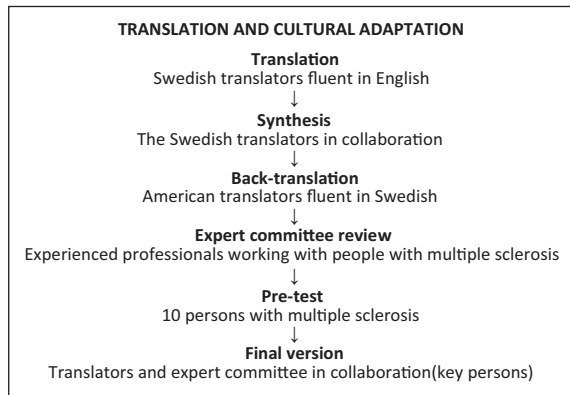 TRANSLATION AND CULTURAL ADAPTATION
Translation
Swedish translators fluent in English
↓
Synthesis
The Swedish translators in collaboration
↓
Back-translation
American translators fluent in Swedish
↓
Expert committee review
Experienced professionals working with people with multiple sclerosis
↓
Pre-test
10 persons with multiple sclerosis
↓
Final version
Translators and expert committee in collaboration(key persons)